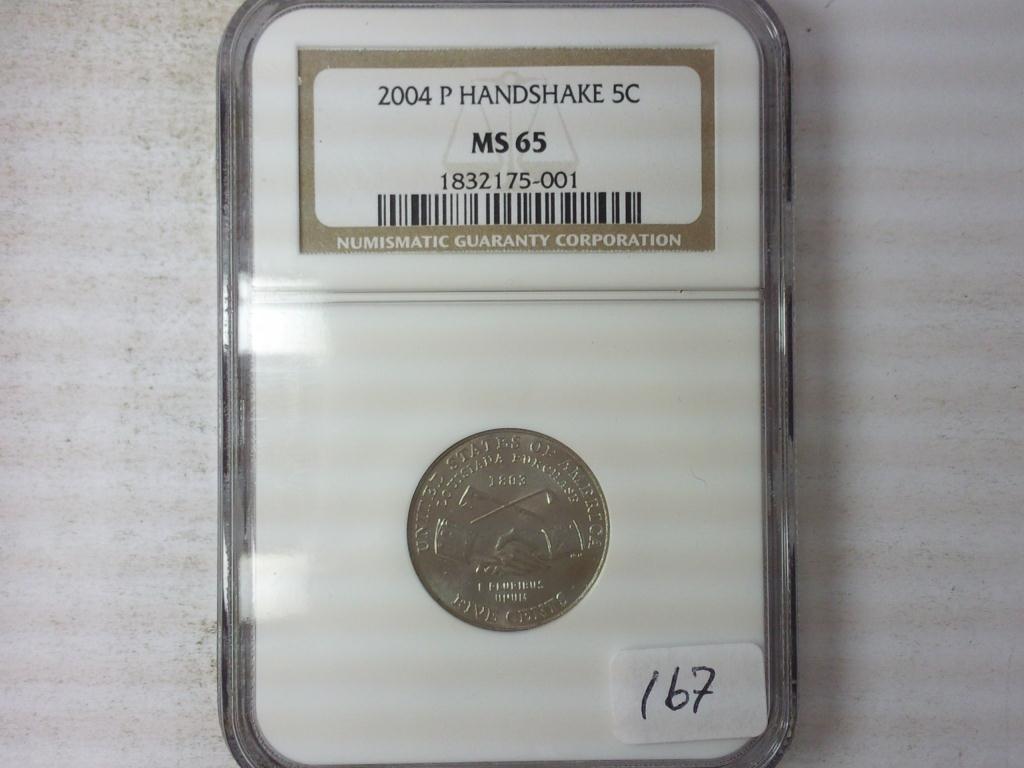 2004 P HANDSHAKE 5C
MS 65
1832175-001
NUMISMATIC GUARANTY CORPORATION
UNITED STATES OF AMERICA
LOUISIANA PURCHASE
1803
E PLURIBUS
UNUM
FIVE CENTS
167